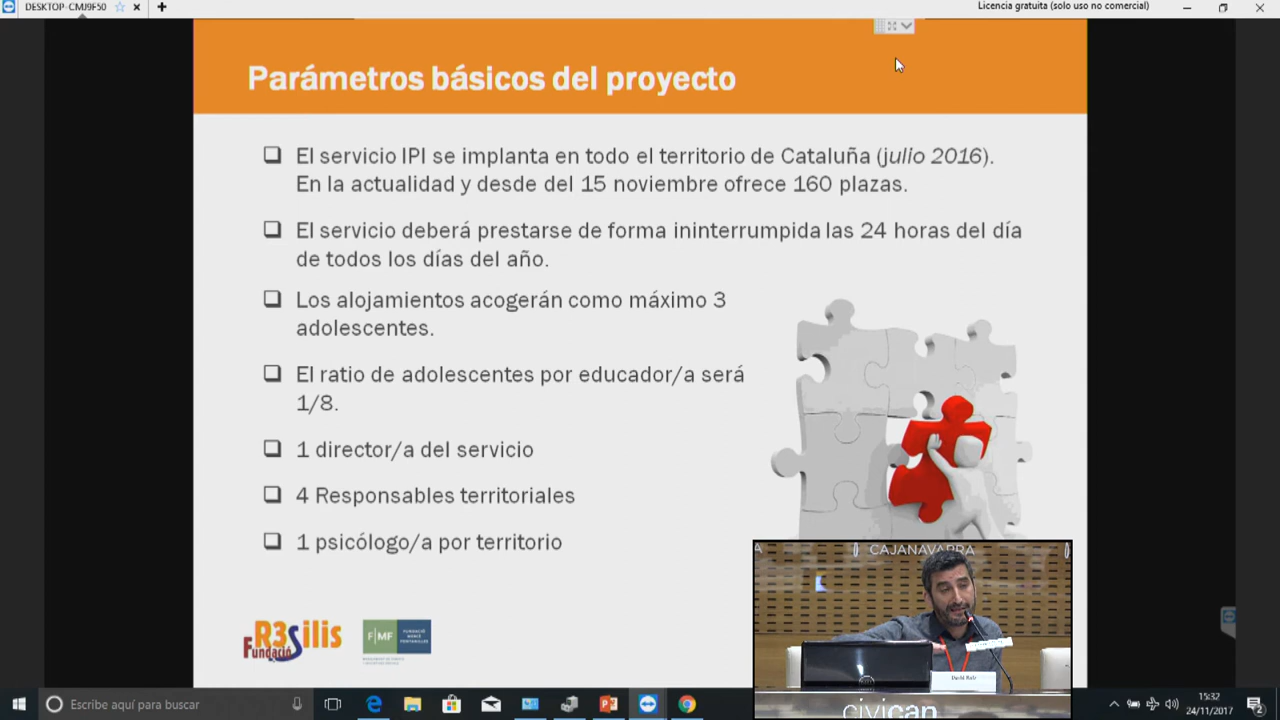 DESKTOP-CMJ9F50
Licencia gratuita (solo uso no comercial)
Parámetros básicos del proyecto
El servicio IPI se implanta en todo el territorio de Cataluña (julio 2016).
En la actualidad y desde del 15 noviembre ofrece 160 plazas.
El servicio deberá prestarse de forma ininterrumpida las 24 horas del día
de todos los días del año.
Los alojamientos acogerán como máximo 3
adolescentes.
El ratio de adolescentes por educador/a será
1/8.
1 director/a del servicio
4 Responsables territoriales
1 psicólogo/a por territorio
R3Silis
Fundació
FMF
CAJANAVARRA
civican
Escribe aquí para buscar
15:32
24/11/2017
2